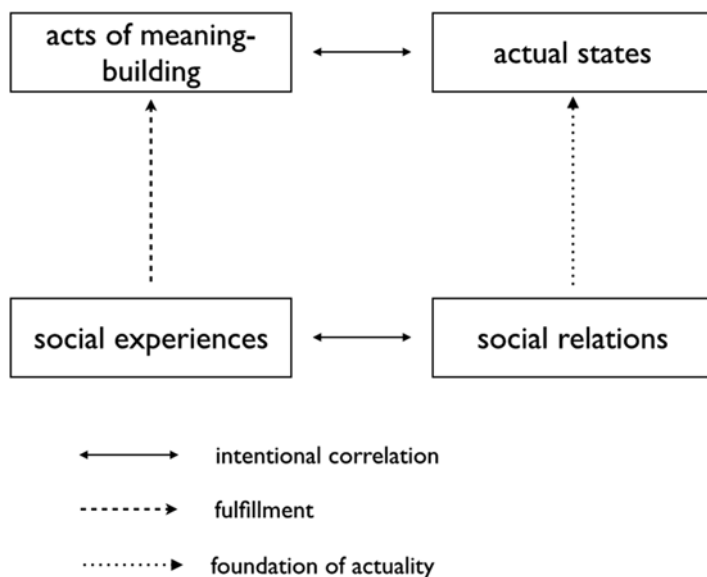 acts of meaning-
building
actual states
social experiences
social relations
intentional correlation
fulfillment
foundation of actuality